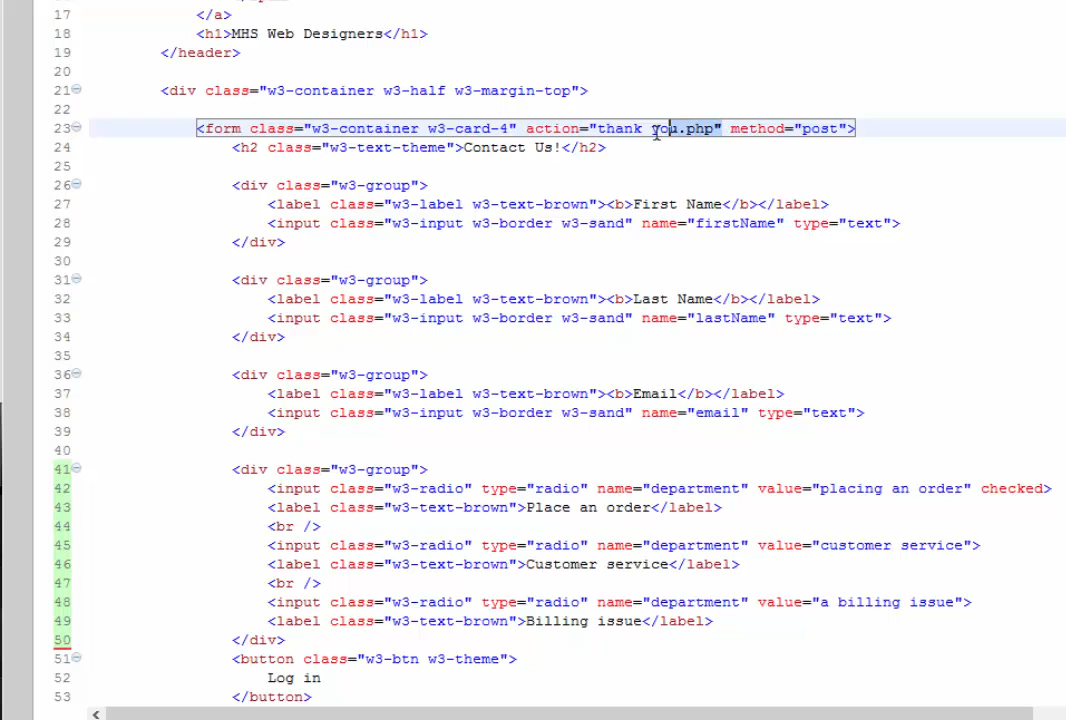 17 </a>
18 <h1>MHS Web Designers</h1>
19 </header>
20
21 <div class="w3-container w3-half w3-margin-top">
22
23 <form class="w3-container w3-card-4" action="thank you.php" method="post">
24 <h2 class="w3-text-theme">Contact Us!</h2>
25
26 <div class="w3-group">
27 <label class="w3-label w3-text-brown"><b>First Name</b></label>
28 <input class="w3-input w3-border w3-sand" name="firstName" type="text">
29 </div>
30
31 <div class="w3-group">
32 <label class="w3-label w3-text-brown"><b>Last Name</b></label>
33 <input class="w3-input w3-border w3-sand" name="lastName" type="text">
34 </div>
35
36 <div class="w3-group">
37 <label class="w3-label w3-text-brown"><b>Email</b></label>
38 <input class="w3-input w3-border w3-sand" name="email" type="text">
39 </div>
40
41 <div class="w3-group">
42 <input class="w3-radio" type="radio" name="department" value="placing an order" checked>
43 <label class="w3-text-brown">Place an order</label>
44 <br />
45 <input class="w3-radio" type="radio" name="department" value="customer service">
46 <label class="w3-text-brown">Customer service</label>
47 <br />
48 <input class="w3-radio" type="radio" name="department" value="a billing issue">
49 <label class="w3-text-brown">Billing issue</label>
50 </div>
51 <button class="w3-btn w3-theme">
52 Log in
53 </button>